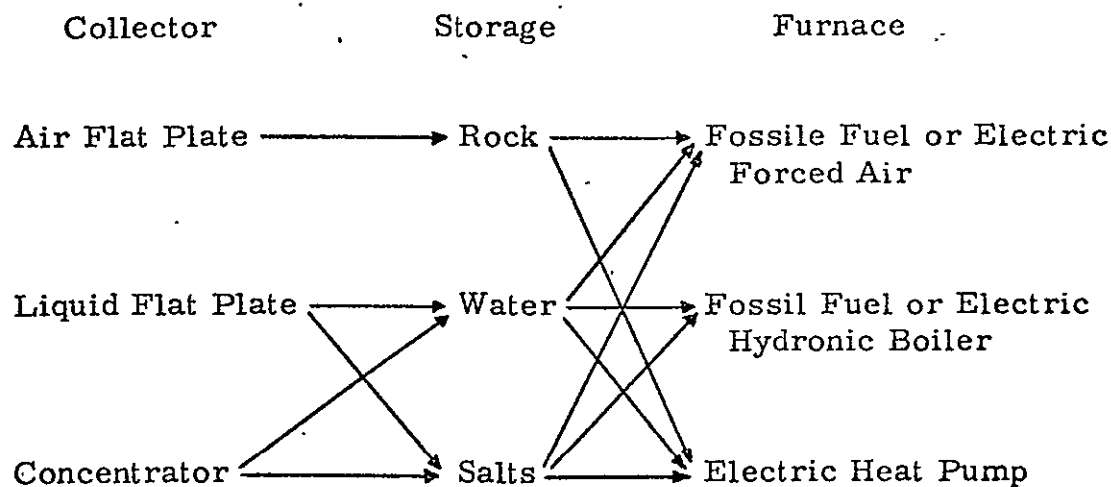 Collector Storage Furnace
Air Flat Plate Rock Fossile Fuel or Electric
Forced Air
Liquid Flat Plate Water Fossil Fuel or Electric
Hydronic Boiler
Concentrator Salts Electric Heat Pump